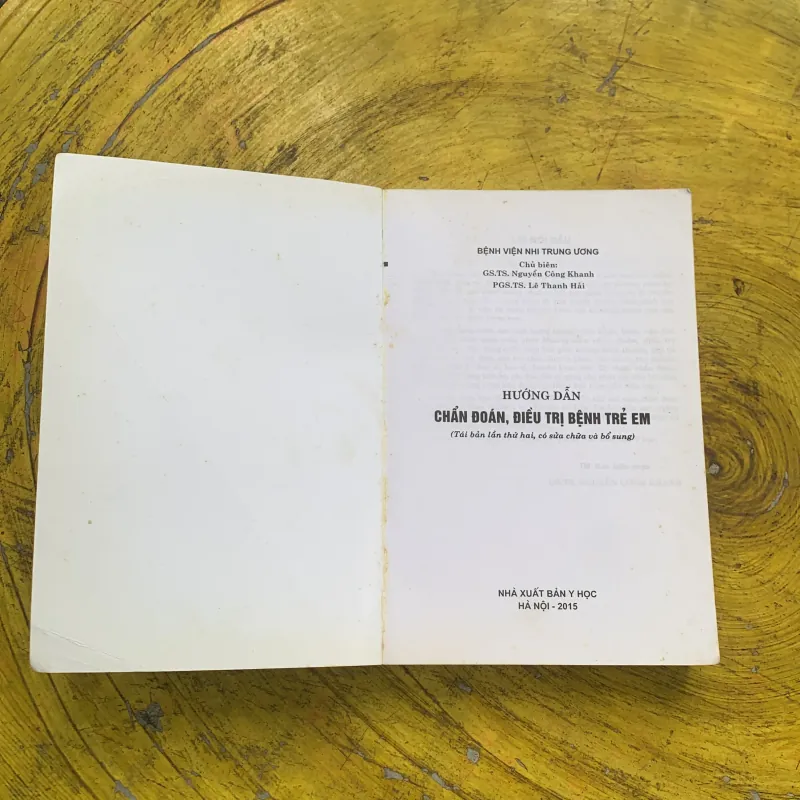 BỆNH VIỆN NHI TRUNG ƯƠNG
Chủ biên:
GS.TS. Nguyễn Công Khanh
PGS.TS. Lê Thanh Hải
HƯỚNG DẪN
CHẨN ĐOÁN, ĐIỀU TRỊ BỆNH TRẺ EM
(Tái bản lần thứ hai, có sửa chữa và bổ sung)
NHÀ XUẤT BẢN Y HỌC
HÀ NỘI - 2015